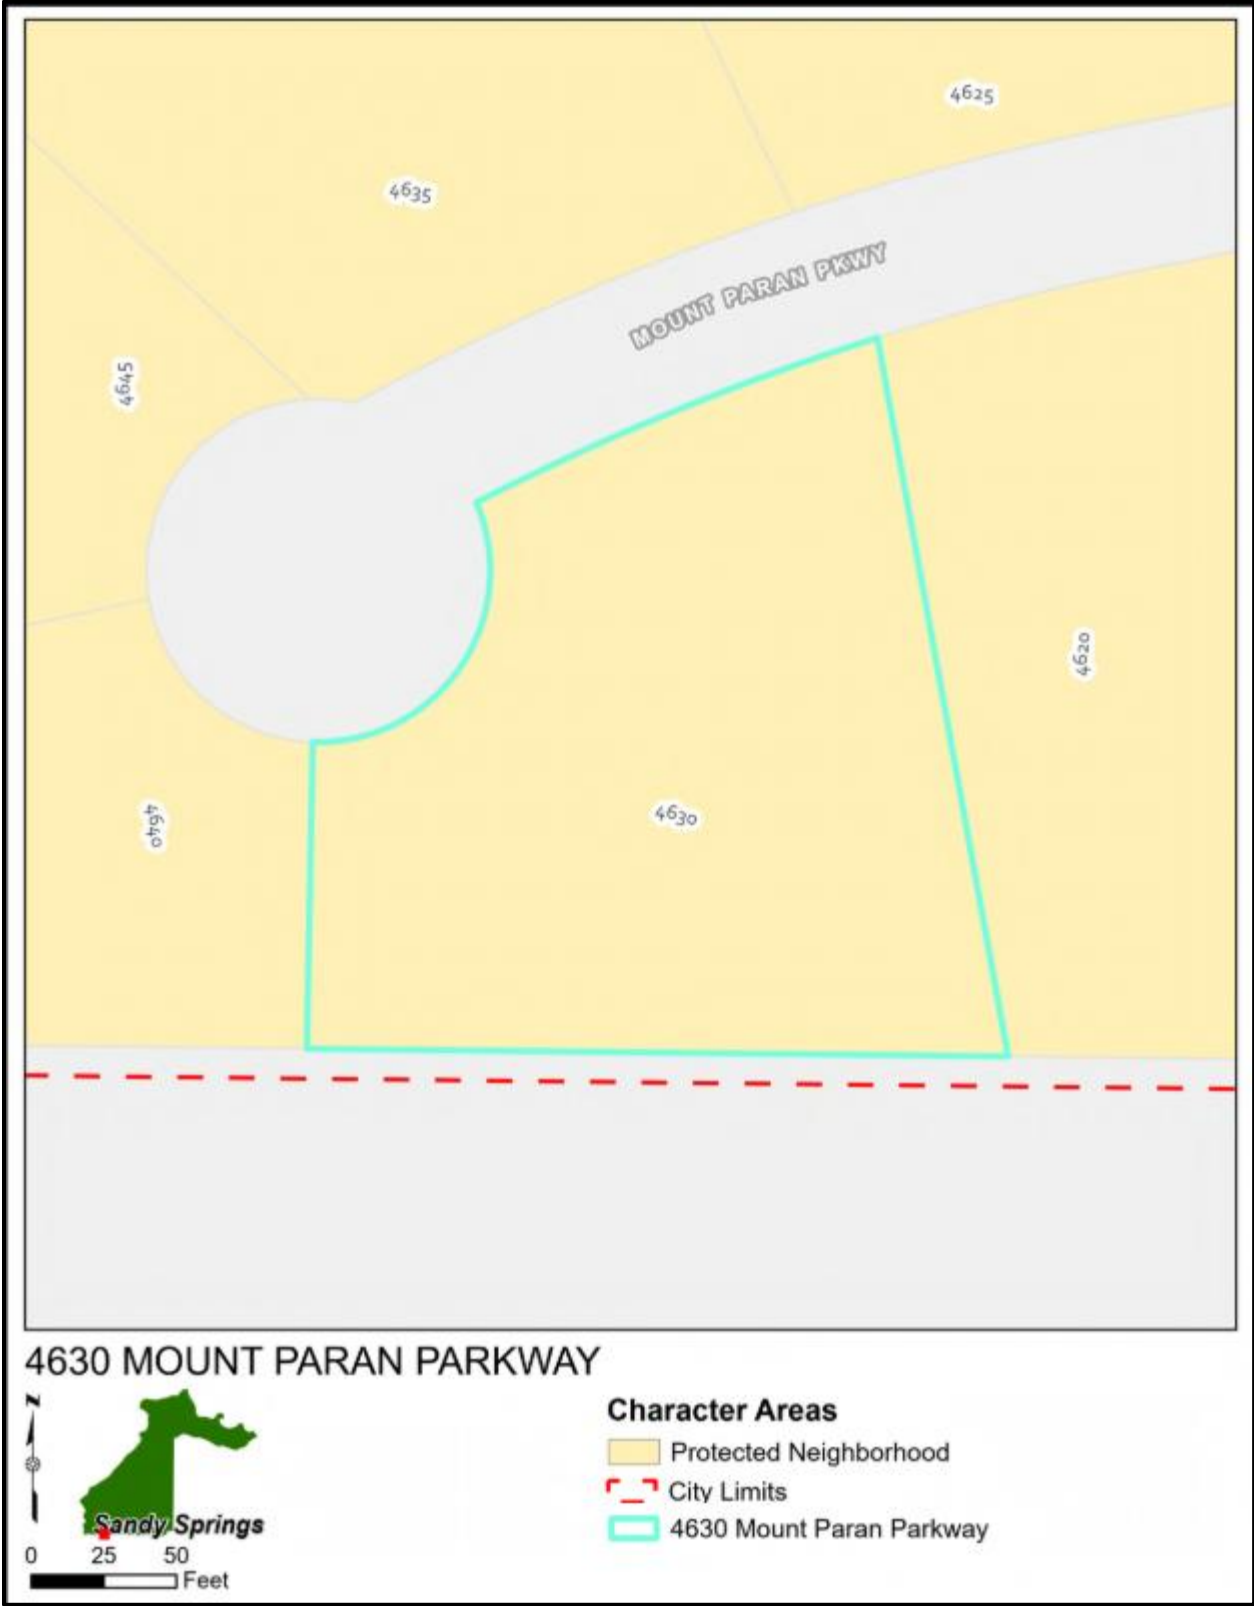 4625
4635
MOUNT PARAN PKWY
4645
4620
4630
4640
4630 MOUNT PARAN PARKWAY
N
Sandy Springs
0 25 50
Feet
Character Areas
Protected Neighborhood
City Limits
4630 Mount Paran Parkway